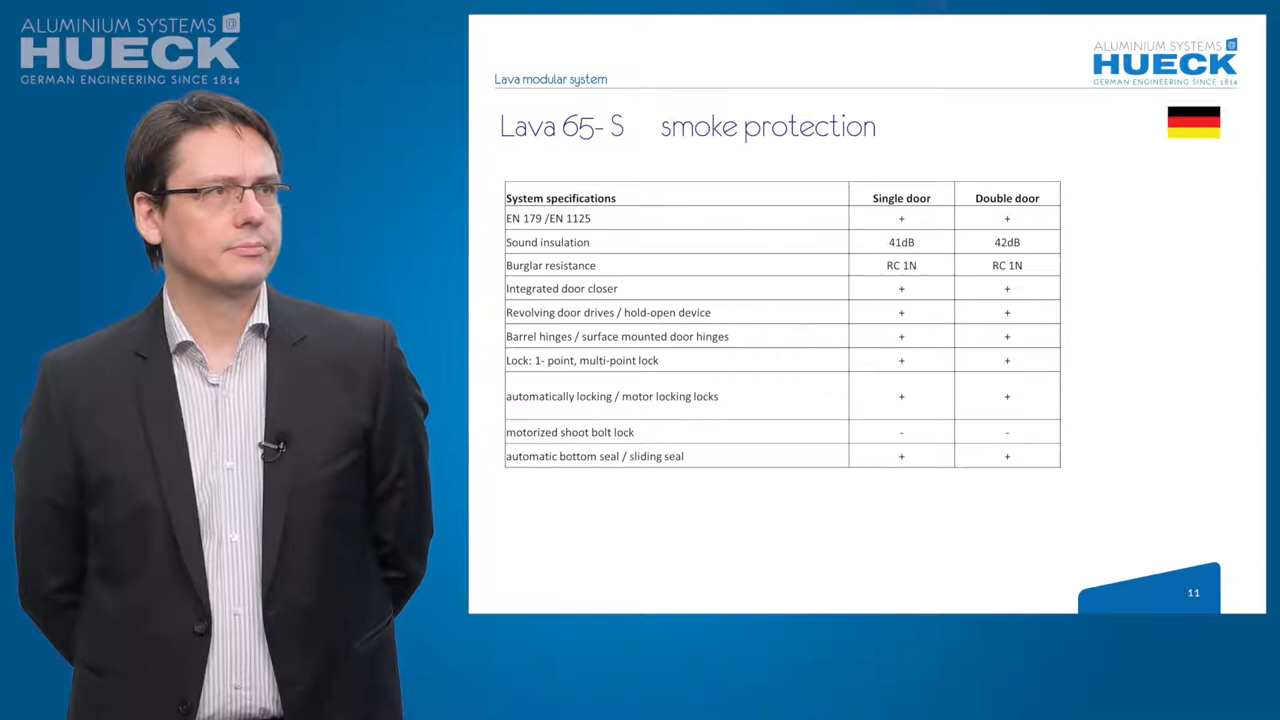 ALUMINIUM SYSTEMS
HUECK
GERMAN ENGINEERING SINCE 1814
ALUMINIUM SYSTEMS
HUECK
GERMAN ENGINEERING SINCE 1814
Lava modular system
Lava 65- S smoke protection
System specifications Single door Double door
EN 179 /EN 1125 + +
Sound insulation 41dB 42dB
Burglar resistance RC 1N RC 1N
Integrated door closer + +
Revolving door drives / hold-open device + +
Barrel hinges / surface mounted door hinges + +
Lock: 1- point, multi-point lock + +
automatically locking / motor locking locks + +
motorized shoot bolt lock - -
automatic bottom seal / sliding seal + +
11